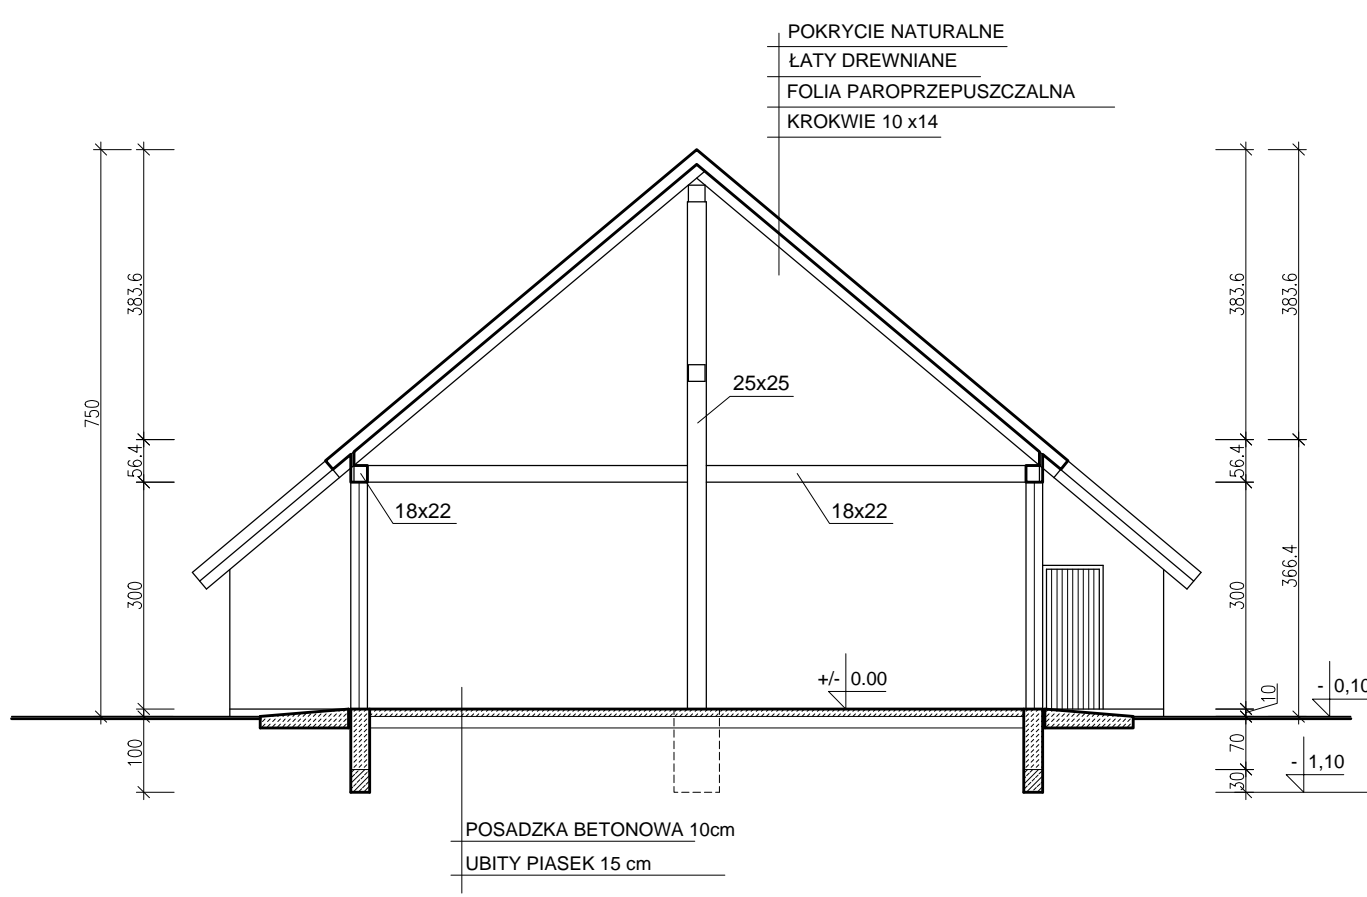 POKRYCIE NATURALNE
ŁATY DREWNIANE
FOLIA PAROPRZEPUSZCZALNA
KROKWIE 10 x14
750
383.6
56.4
300
100
25x25
18x22
18x22
+/- 0.00
383.6
56.4
300
10
70
30
383.6
366.4
- 0,10
- 1,10
POSADZKA BETONOWA 10cm
UBITY PIASEK 15 cm